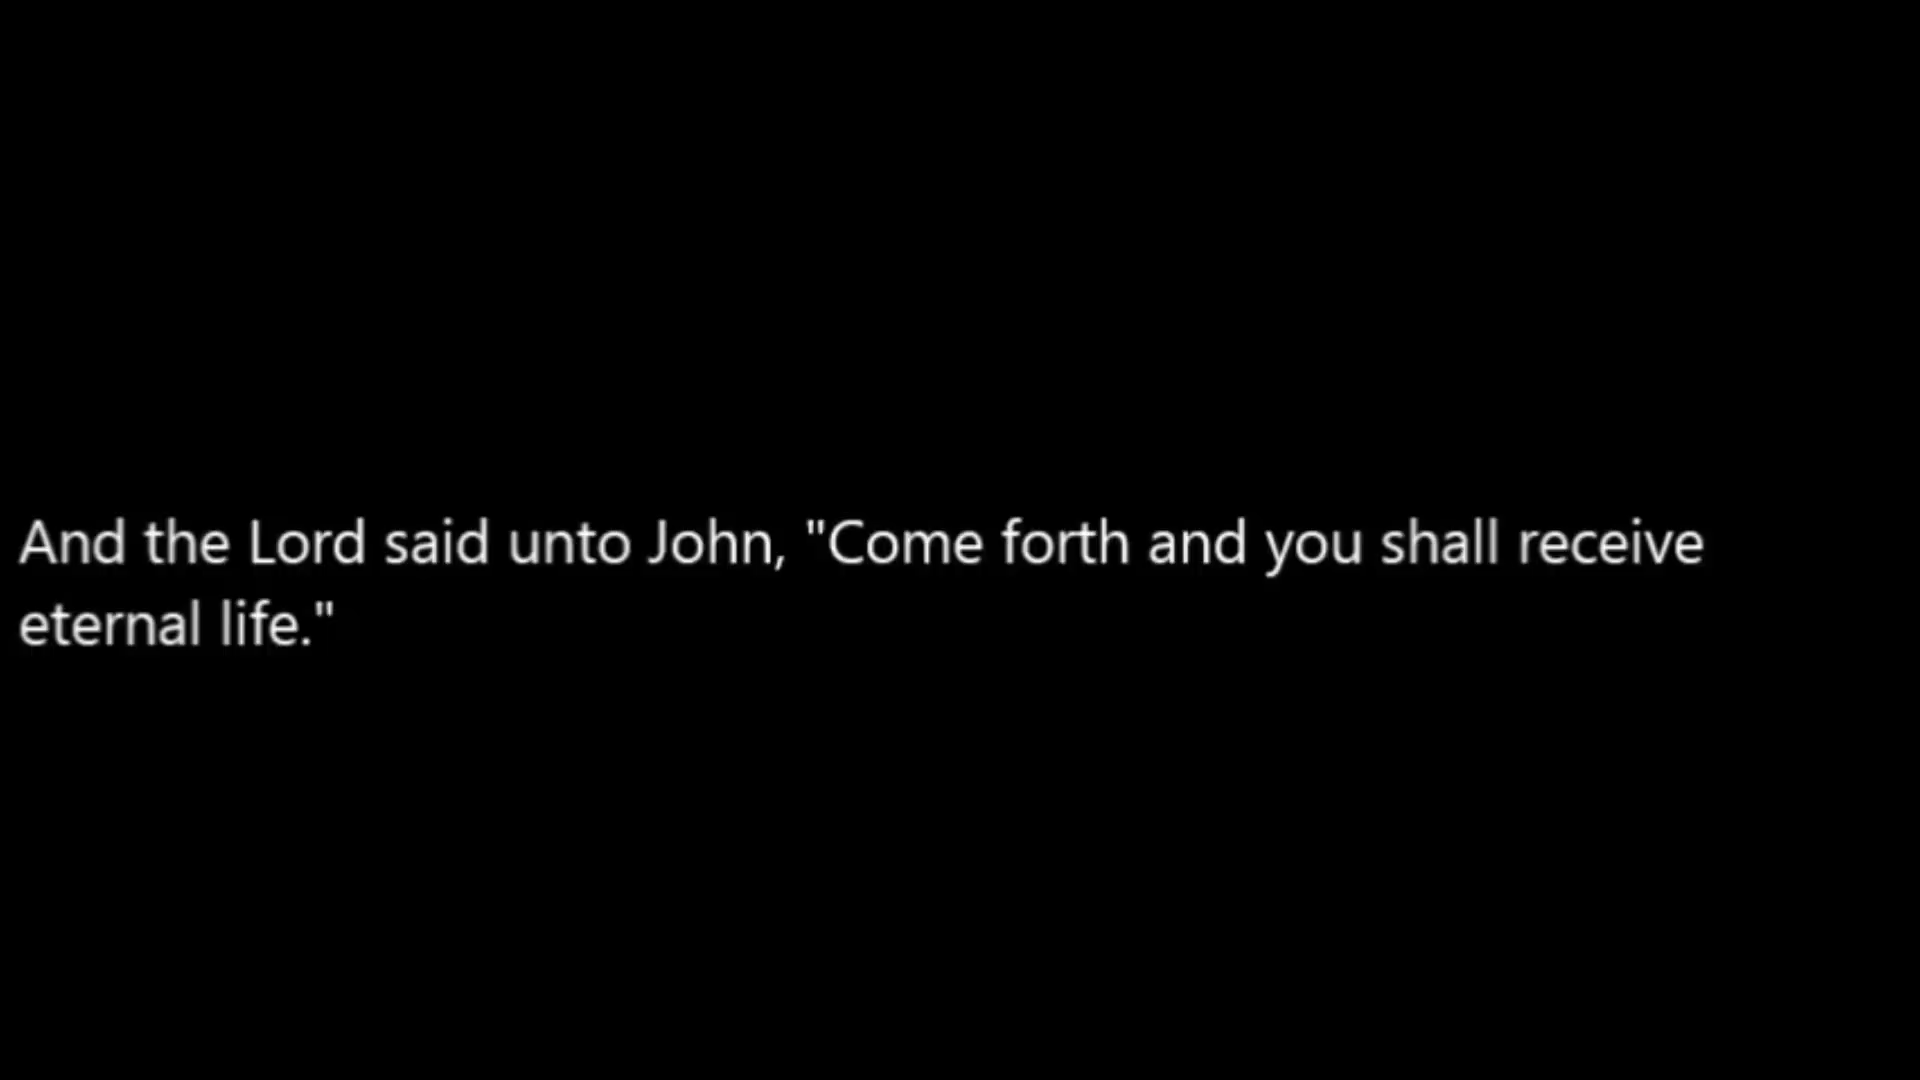 And the Lord said unto John, "Come forth and you shall receive
eternal life."